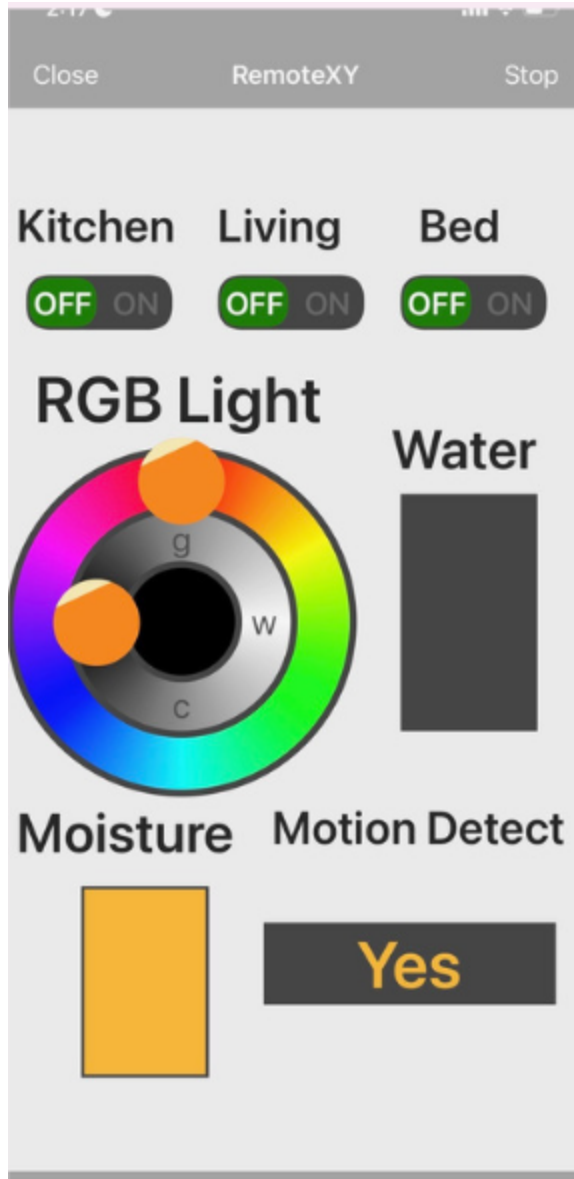 Close RemoteXY Stop
Kitchen Living Bed
OFF ON OFF ON OFF ON
RGB Light
Water
g
w
c
Moisture Motion Detect
Yes